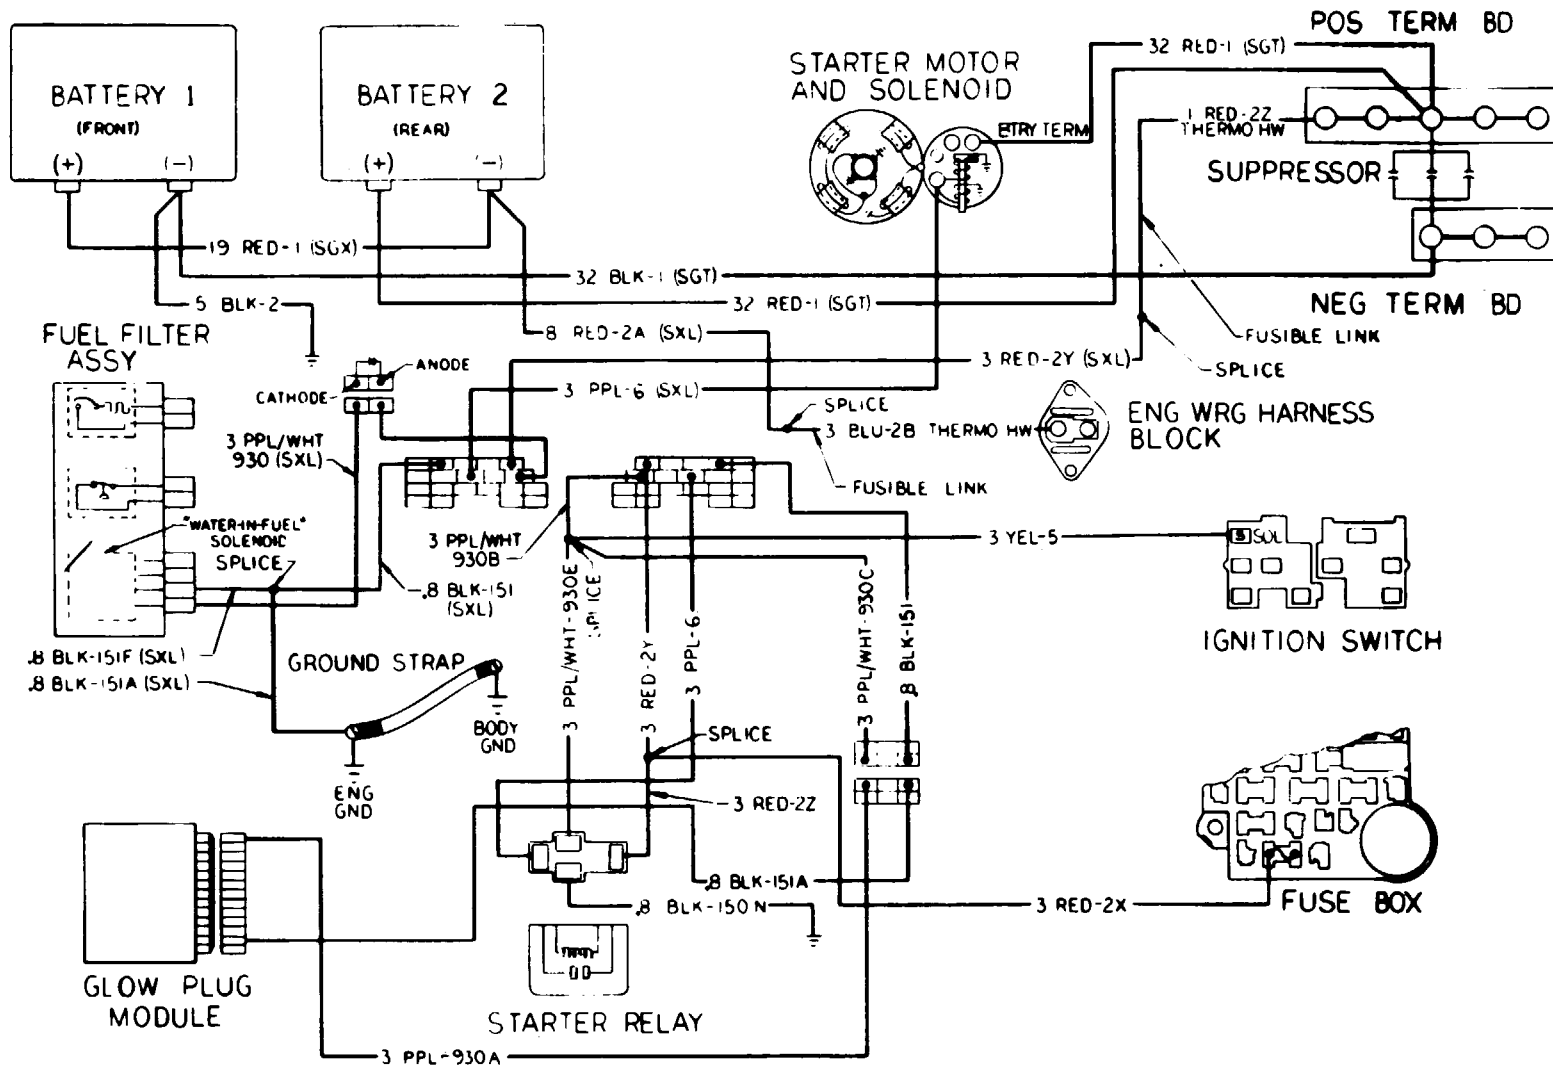 POS TERM BD
32 RED-1 (SGT)
STARTER MOTOR
AND SOLENOID
BATTERY 1
(FRONT)
(+) (-)
BATTERY 2
(REAR)
(+) (-)
BTRY TERM
1 RED-2Z
THERMO HW
SUPPRESSOR
19 RED-1 (SGX)
32 BLK-1 (SGT)
5 BLK-2
32 RED-1 (SGT)
NEG TERM BD
FUEL FILTER
ASSY
.8 RED-2A (SXL)
FUSIBLE LINK
3 RED-2Y (SXL)
SPLICE
ANODE
CATHODE
3 PPL-6 (SXL)
SPLICE
3 BLU-2B THERMO HW
ENG WRG HARNESS
BLOCK
3 PPL/WHT
930 (SXL)
FUSIBLE LINK
"WATER-IN-FUEL"
SOLENOID
SPLICE
3 PPL/WHT
930B
3 YEL-5
S SOL
.8 BLK-151
(SXL)
3 PPL/WHT-930E
SPLICE
3 RED-2Y
3 PPL-6
3 PPL/WHT-930C
.8 BLK-151
IGNITION SWITCH
.8 BLK-151F (SXL)
.8 BLK-151A (SXL)
GROUND STRAP
BODY
GND
SPLICE
ENG
GND
3 RED-2Z
.8 BLK-151A
.8 BLK-150 N
3 RED-2X
FUSE BOX
GLOW PLUG
MODULE
STARTER RELAY
3 PPL-930A